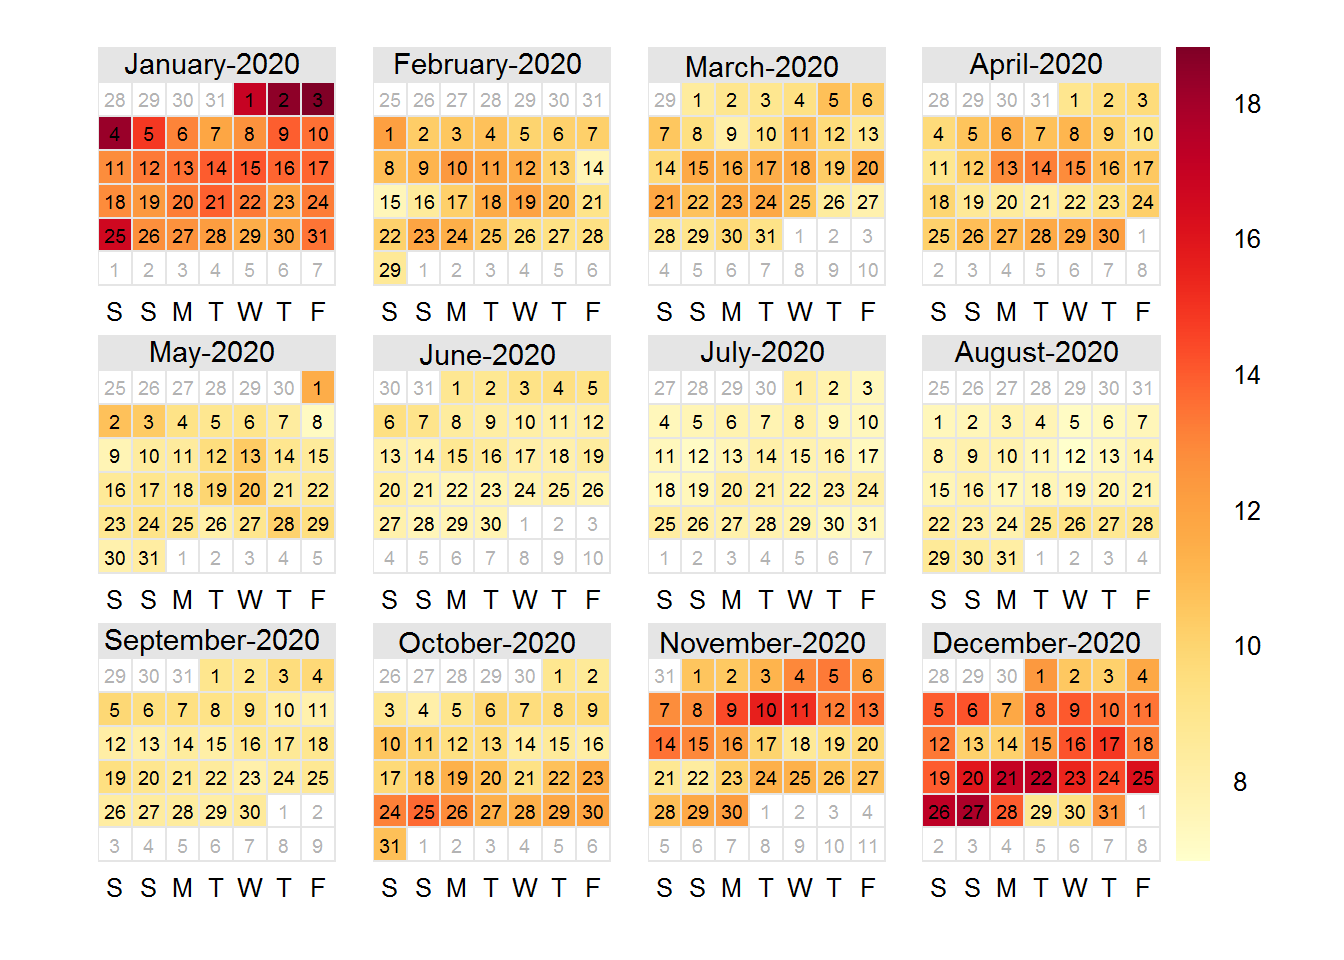 January-2020
28 29 30 31 1 2 3
4 5 6 7 8 9 10
11 12 13 14 15 16 17
18 19 20 21 22 23 24
25 26 27 28 29 30 31
1 2 3 4 5 6 7
S S M T W T F
February-2020
25 26 27 28 29 30 31
1 2 3 4 5 6 7
8 9 10 11 12 13 14
15 16 17 18 19 20 21
22 23 24 25 26 27 28
29 1 2 3 4 5 6
S S M T W T F
March-2020
29 1 2 3 4 5 6
7 8 9 10 11 12 13
14 15 16 17 18 19 20
21 22 23 24 25 26 27
28 29 30 31 1 2 3
4 5 6 7 8 9 10
S S M T W T F
April-2020
28 29 30 31 1 2 3
4 5 6 7 8 9 10
11 12 13 14 15 16 17
18 19 20 21 22 23 24
25 26 27 28 29 30 1
2 3 4 5 6 7 8
S S M T W T F
May-2020
25 26 27 28 29 30 1
2 3 4 5 6 7 8
9 10 11 12 13 14 15
16 17 18 19 20 21 22
23 24 25 26 27 28 29
30 31 1 2 3 4 5
S S M T W T F
June-2020
30 31 1 2 3 4 5
6 7 8 9 10 11 12
13 14 15 16 17 18 19
20 21 22 23 24 25 26
27 28 29 30 1 2 3
4 5 6 7 8 9 10
S S M T W T F
July-2020
27 28 29 30 1 2 3
4 5 6 7 8 9 10
11 12 13 14 15 16 17
18 19 20 21 22 23 24
25 26 27 28 29 30 31
1 2 3 4 5 6 7
S S M T W T F
August-2020
25 26 27 28 29 30 31
1 2 3 4 5 6 7
8 9 10 11 12 13 14
15 16 17 18 19 20 21
22 23 24 25 26 27 28
29 30 31 1 2 3 4
S S M T W T F
September-2020
29 30 31 1 2 3 4
5 6 7 8 9 10 11
12 13 14 15 16 17 18
19 20 21 22 23 24 25
26 27 28 29 30 1 2
3 4 5 6 7 8 9
S S M T W T F
October-2020
26 27 28 29 30 1 2
3 4 5 6 7 8 9
10 11 12 13 14 15 16
17 18 19 20 21 22 23
24 25 26 27 28 29 30
31 1 2 3 4 5 6
S S M T W T F
November-2020
31 1 2 3 4 5 6
7 8 9 10 11 12 13
14 15 16 17 18 19 20
21 22 23 24 25 26 27
28 29 30 1 2 3 4
5 6 7 8 9 10 11
S S M T W T F
December-2020
28 29 30 1 2 3 4
5 6 7 8 9 10 11
12 13 14 15 16 17 18
19 20 21 22 23 24 25
26 27 28 29 30 31 1
2 3 4 5 6 7 8
S S M T W T F
18
16
14
12
10
8